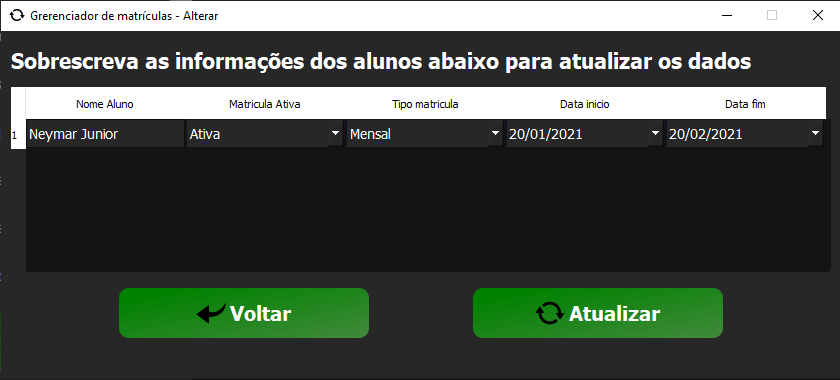 Grerenciador de matrículas - Alterar
Sobrescreva as informações dos alunos abaixo para atualizar os dados
Nome Aluno Matricula Ativa Tipo matricula Data inicio Data fim
1 Neymar Junior Ativa Mensal 20/01/2021 20/02/2021
Voltar Atualizar